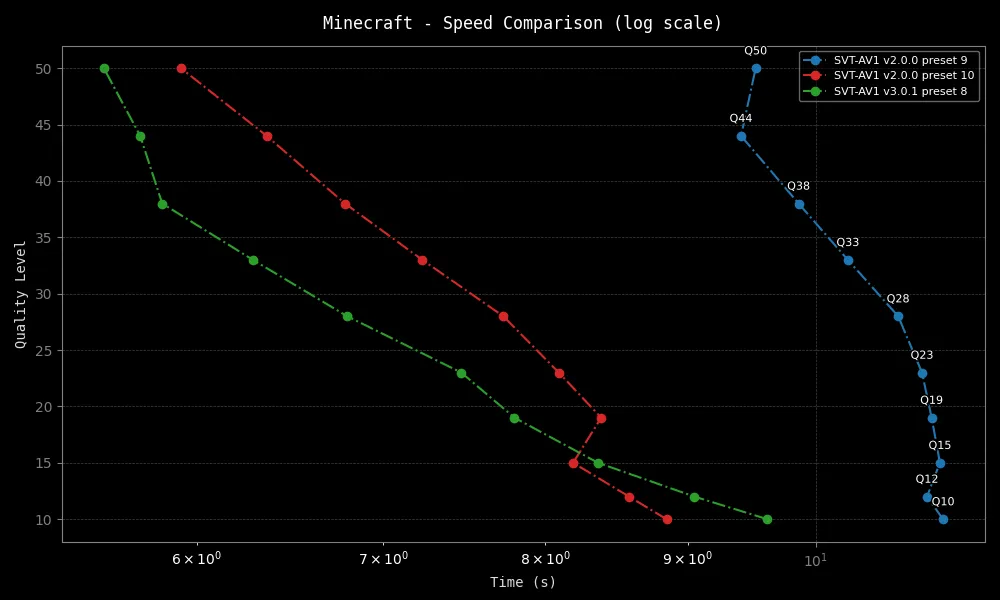 Minecraft - Speed Comparison (log scale)
SVT-AV1 v2.0.0 preset 9
SVT-AV1 v2.0.0 preset 10
SVT-AV1 v3.0.1 preset 8
Quality Level
50
45
40
35
30
25
20
15
10
Q50
Q44
Q38
Q33
Q28
Q23
Q19
Q15
Q12
Q10
6 × 10⁰
7 × 10⁰
8 × 10⁰
9 × 10⁰
10¹
Time (s)